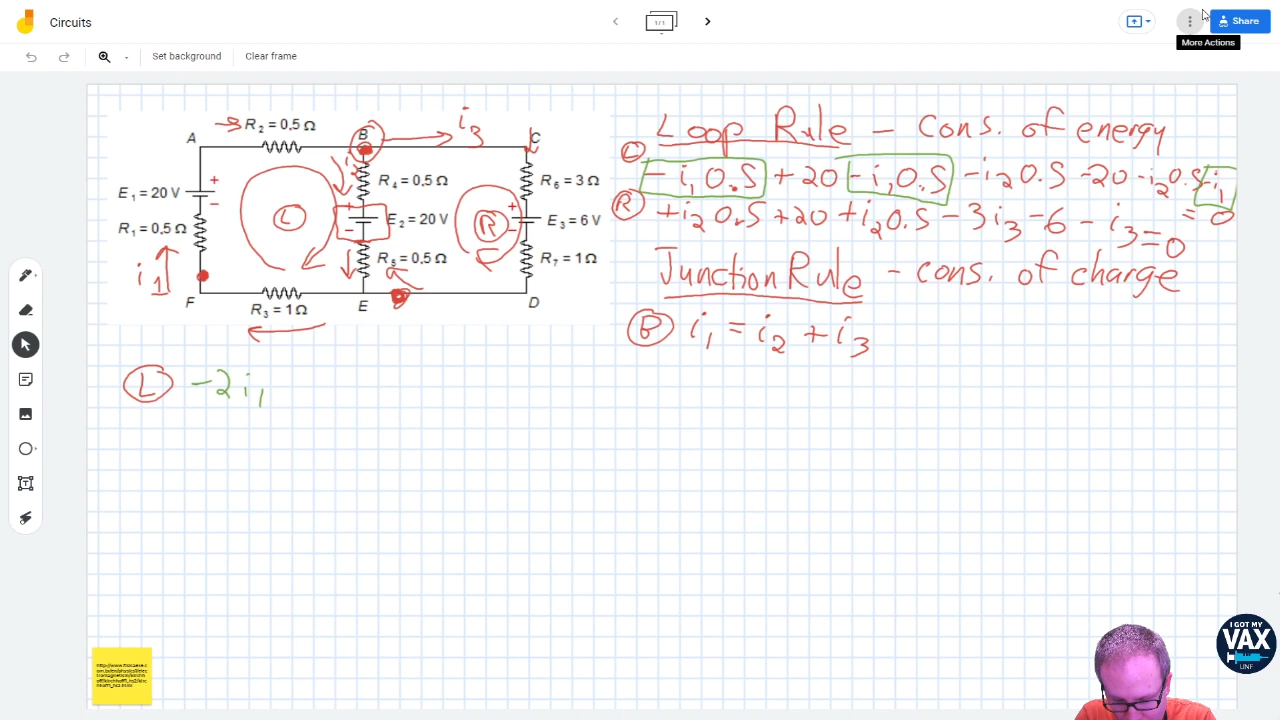 Circuits
1/1
Share
More Actions
Set background
Clear frame
A
R2 = 0.5 Ω
B
i3
C
i2
+
E1 = 20 V
−
R1 = 0,5 Ω
i1
L
R4 = 0,5 Ω
+
E2 = 20 V
−
R5 = 0,5 Ω
R
R6 = 3 Ω
+
E3 = 6 V
−
R7 = 1 Ω
F
R3 = 1 Ω
E
D
Loop Rule – Cons. of energy
L – i1 0.5 + 20 – i1 0.5 – i2 0.5 – 20 – i2 0.5 – i1 = 0
R + i2 0.5 + 20 + i2 0.5 – 3i3 – 6 – i3 = 0
Junction Rule – cons. of charge
B i1 = i2 + i3
L –2i1
I GOT MY
VAX
UNF